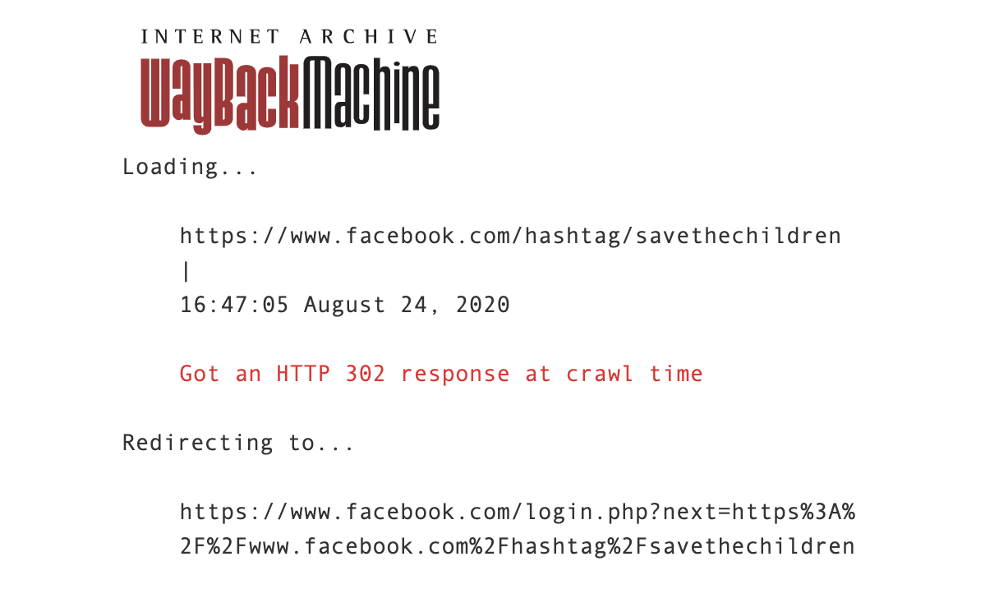 INTERNET ARCHIVE
WayBackMachine
Loading...
https://www.facebook.com/hashtag/savethechildren
|
16:47:05 August 24, 2020
Got an HTTP 302 response at crawl time
Redirecting to...
https://www.facebook.com/login.php?next=https%3A%
2F%2Fwww.facebook.com%2Fhashtag%2Fsavethechildren